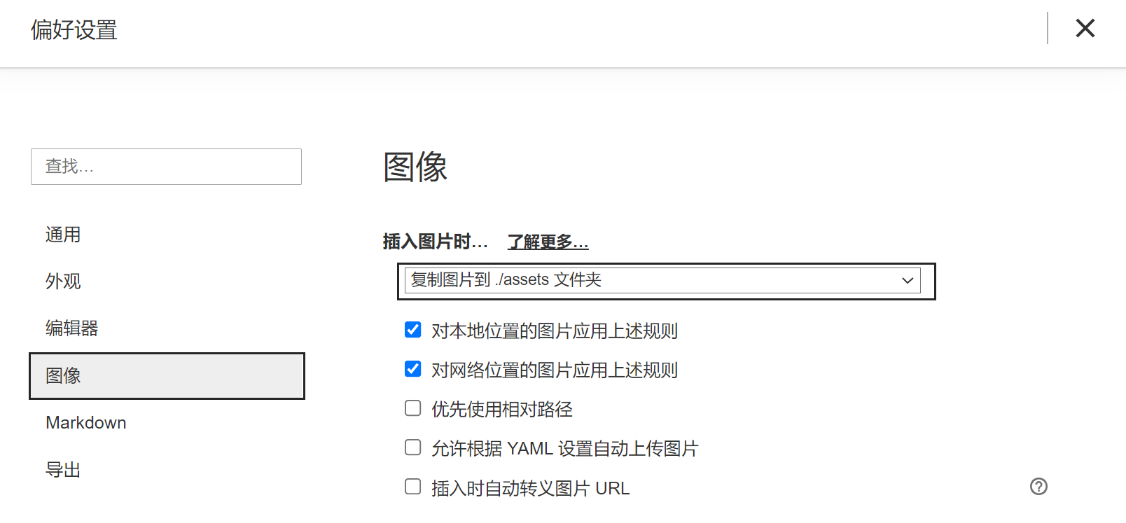 偏好设置
查找...
通用
外观
编辑器
图像
Markdown
导出
图像
插入图片时... 了解更多...
复制图片到 ./assets 文件夹
对本地位置的图片应用上述规则
对网络位置的图片应用上述规则
优先使用相对路径
允许根据 YAML 设置自动上传图片
插入时自动转义图片 URL